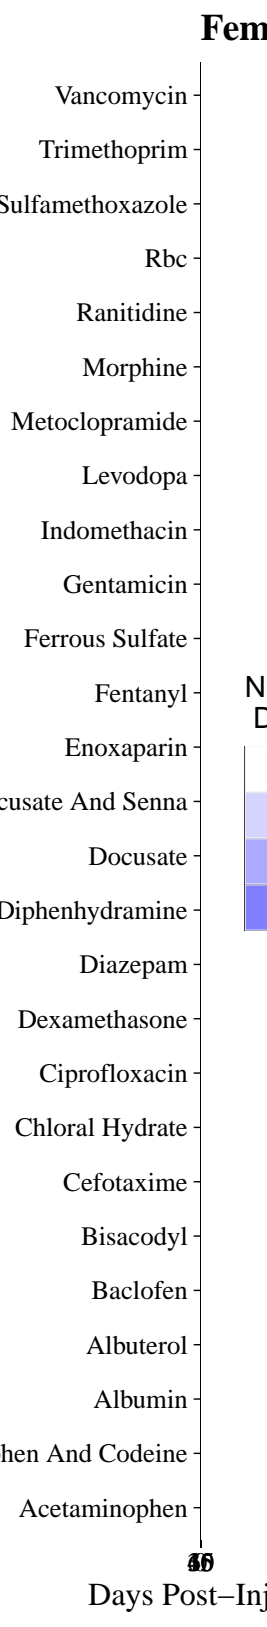 Fem
Vancomycin
Trimethoprim
Sulfamethoxazole
Rbc
Ranitidine
Morphine
Metoclopramide
Levodopa
Indomethacin
Gentamicin
Ferrous Sulfate
N
Fentanyl
D
Enoxaparin
cusate And Senna
Docusate
Diphenhydramine
Diazepam
Dexamethasone
Ciprofloxacin
Chloral Hydrate
Cefotaxime
Bisacodyl
Baclofen
Albuterol
Albumin
hen And Codeine
Acetaminophen
Days Post−Inj